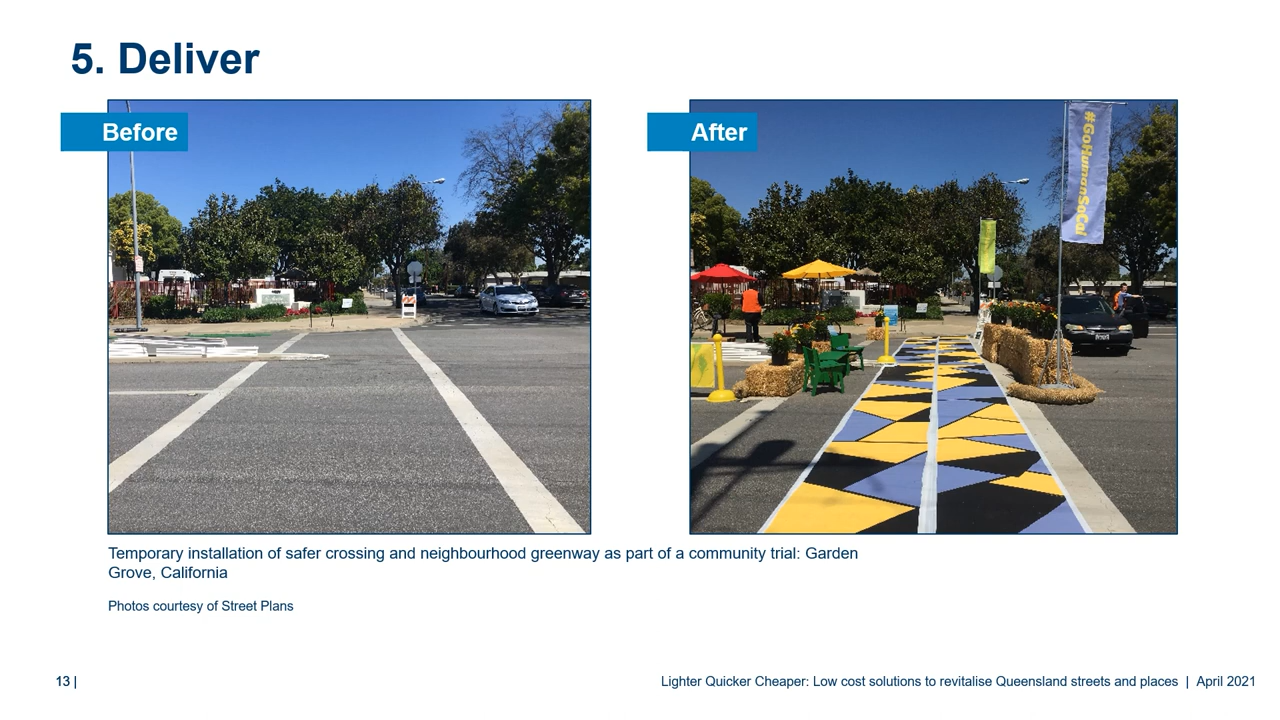 5. Deliver
Before
After
#GoHumanSoCal
Temporary installation of safer crossing and neighbourhood greenway as part of a community trial: Garden
Grove, California
Photos courtesy of Street Plans
13 |
Lighter Quicker Cheaper: Low cost solutions to revitalise Queensland streets and places | April 2021